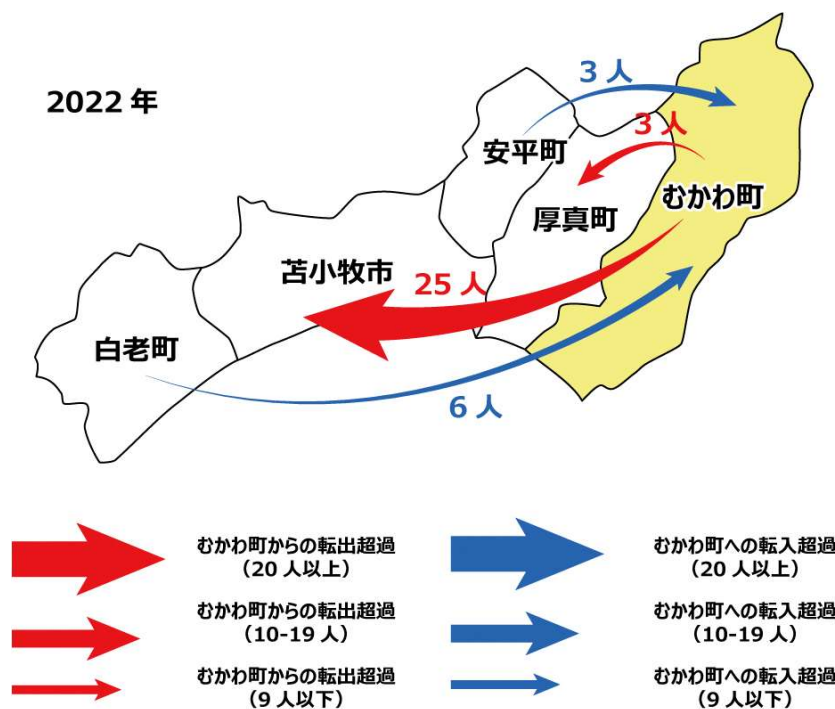 2022 年
3 人
3 人
安平町
むかわ町
厚真町
苫小牧市
25 人
白老町
6 人
むかわ町からの転出超過
（20 人以上）
むかわ町への転入超過
（20 人以上）
むかわ町からの転出超過
（10-19 人）
むかわ町への転入超過
（10-19 人）
むかわ町からの転出超過
（9 人以下）
むかわ町への転入超過
（9 人以下）